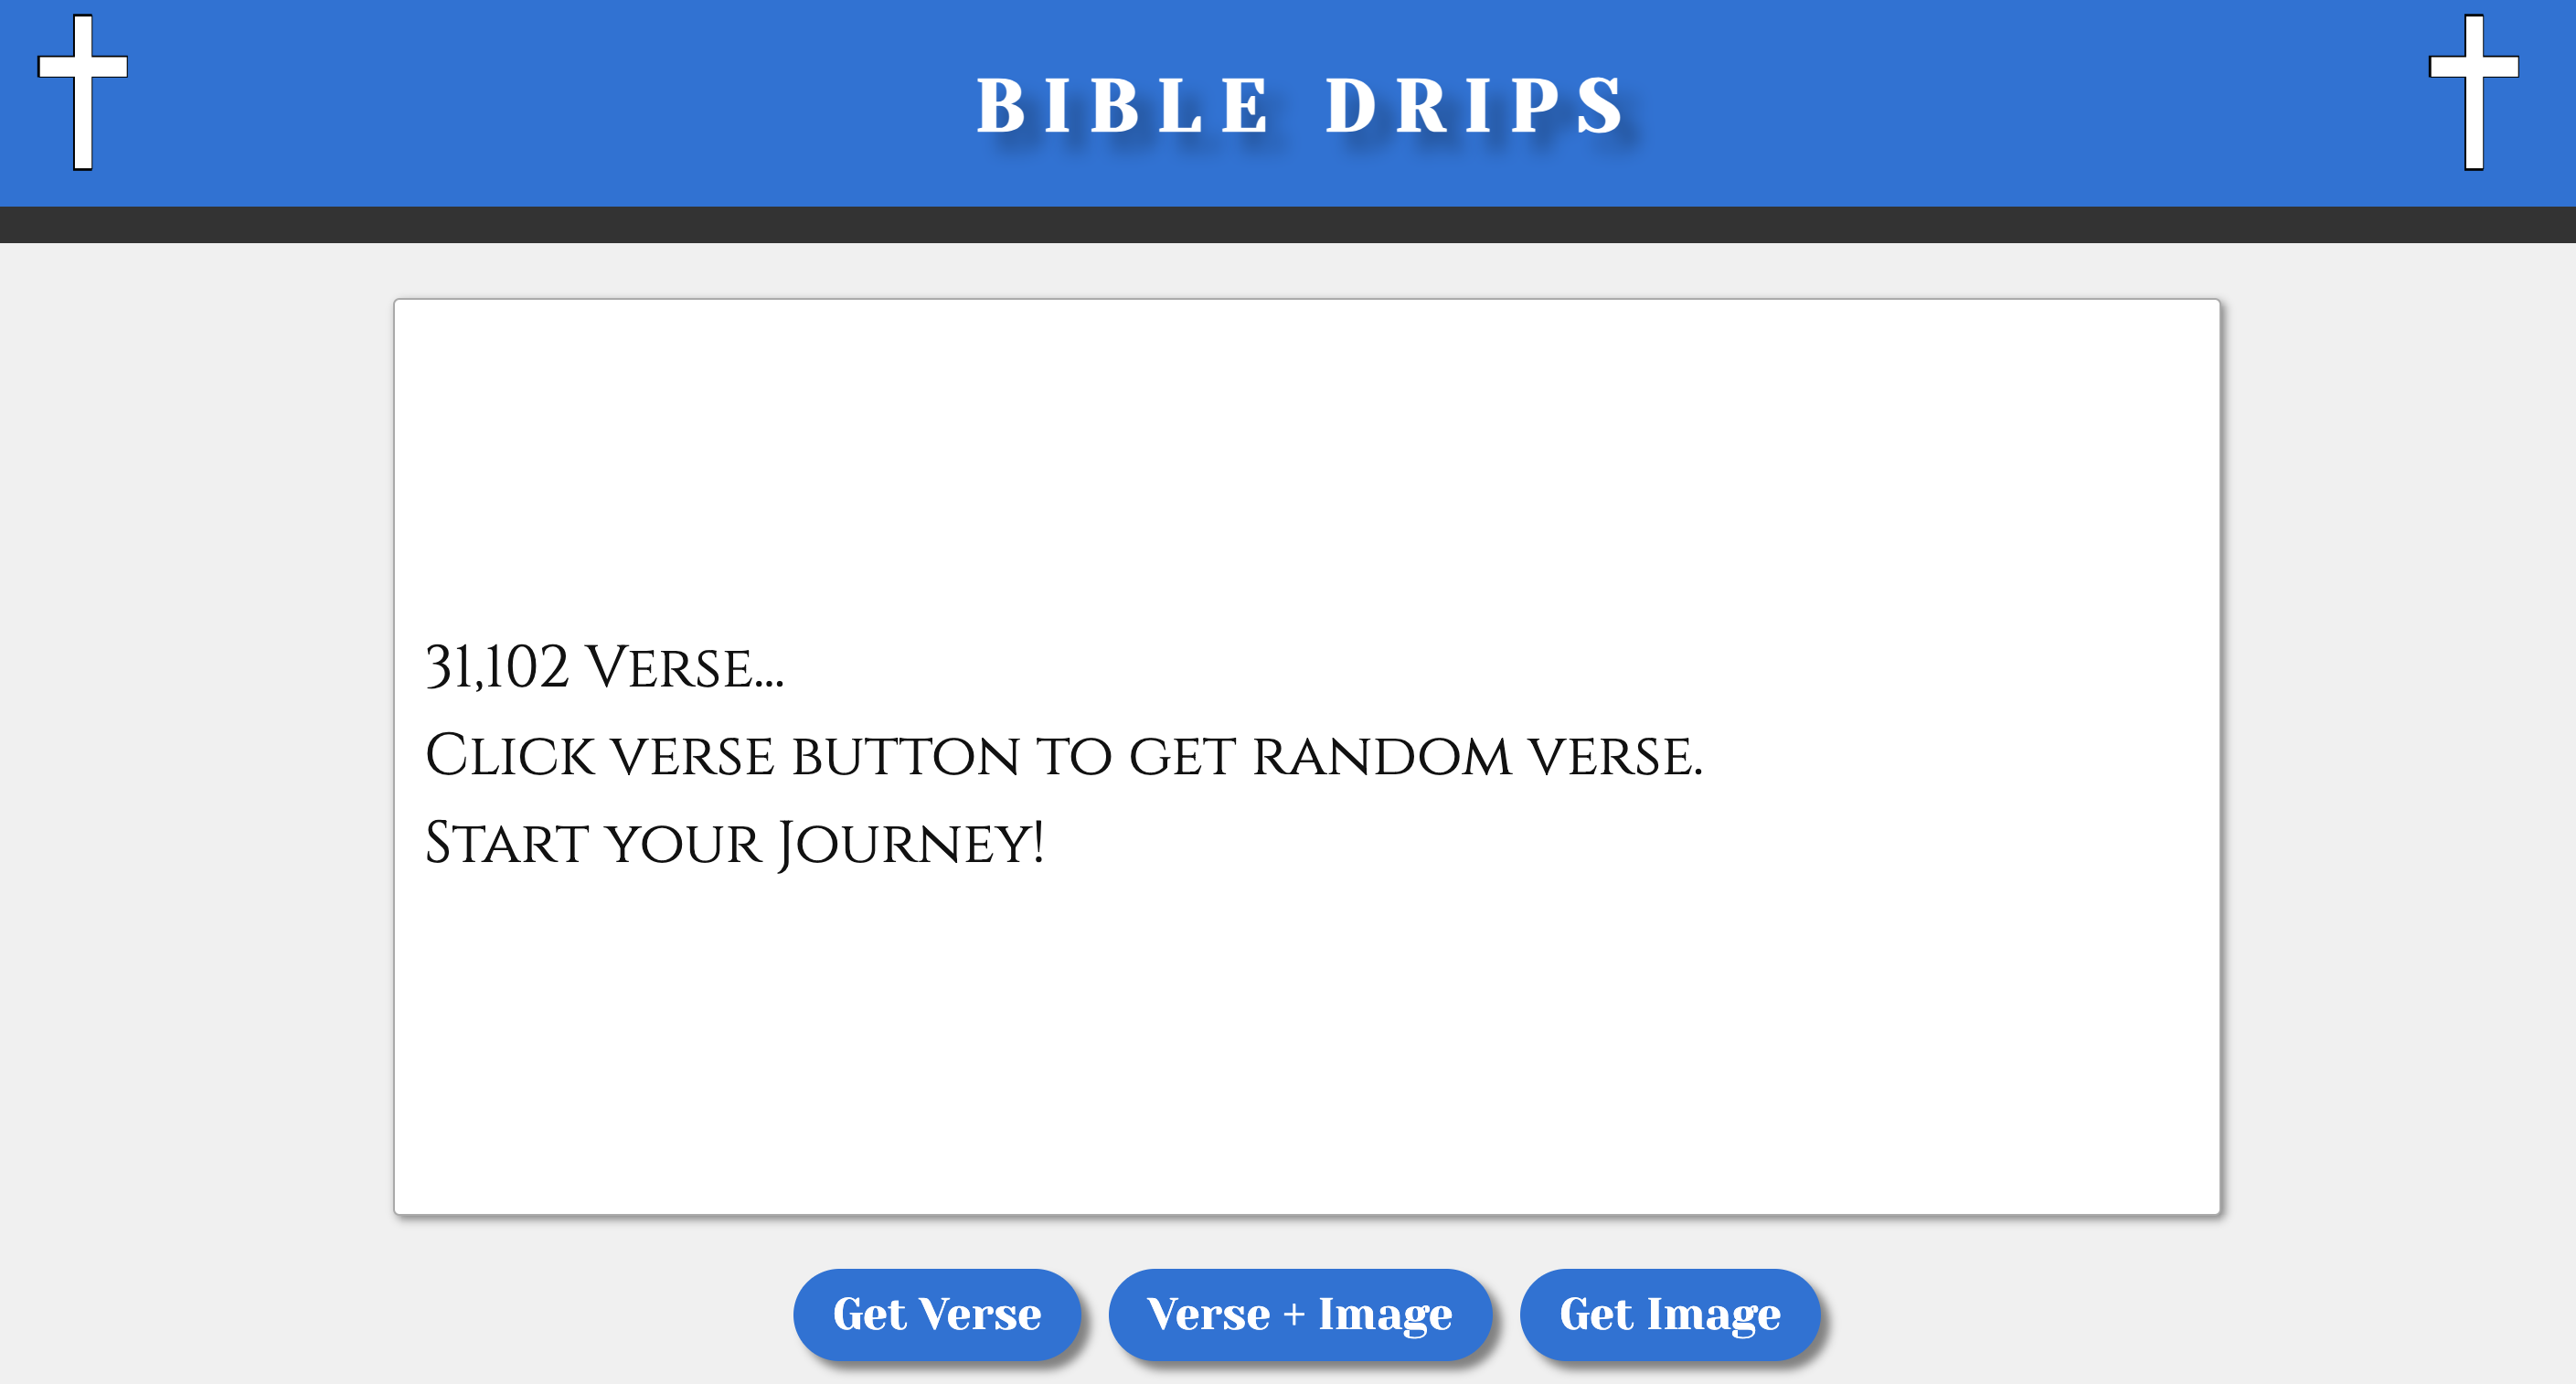 BIBLE DRIPS
31,102 Verse...
Click verse button to get random verse.
Start your Journey!
Get Verse
Verse + Image
Get Image